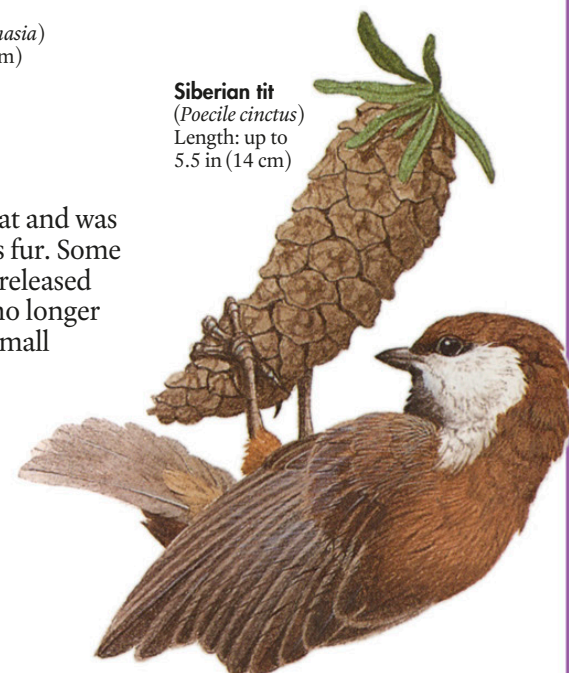 nasia)
m)
Siberian tit
(Poecile cinctus)
Length: up to
5.5 in (14 cm)
at and was
s fur. Some
released
no longer
mall